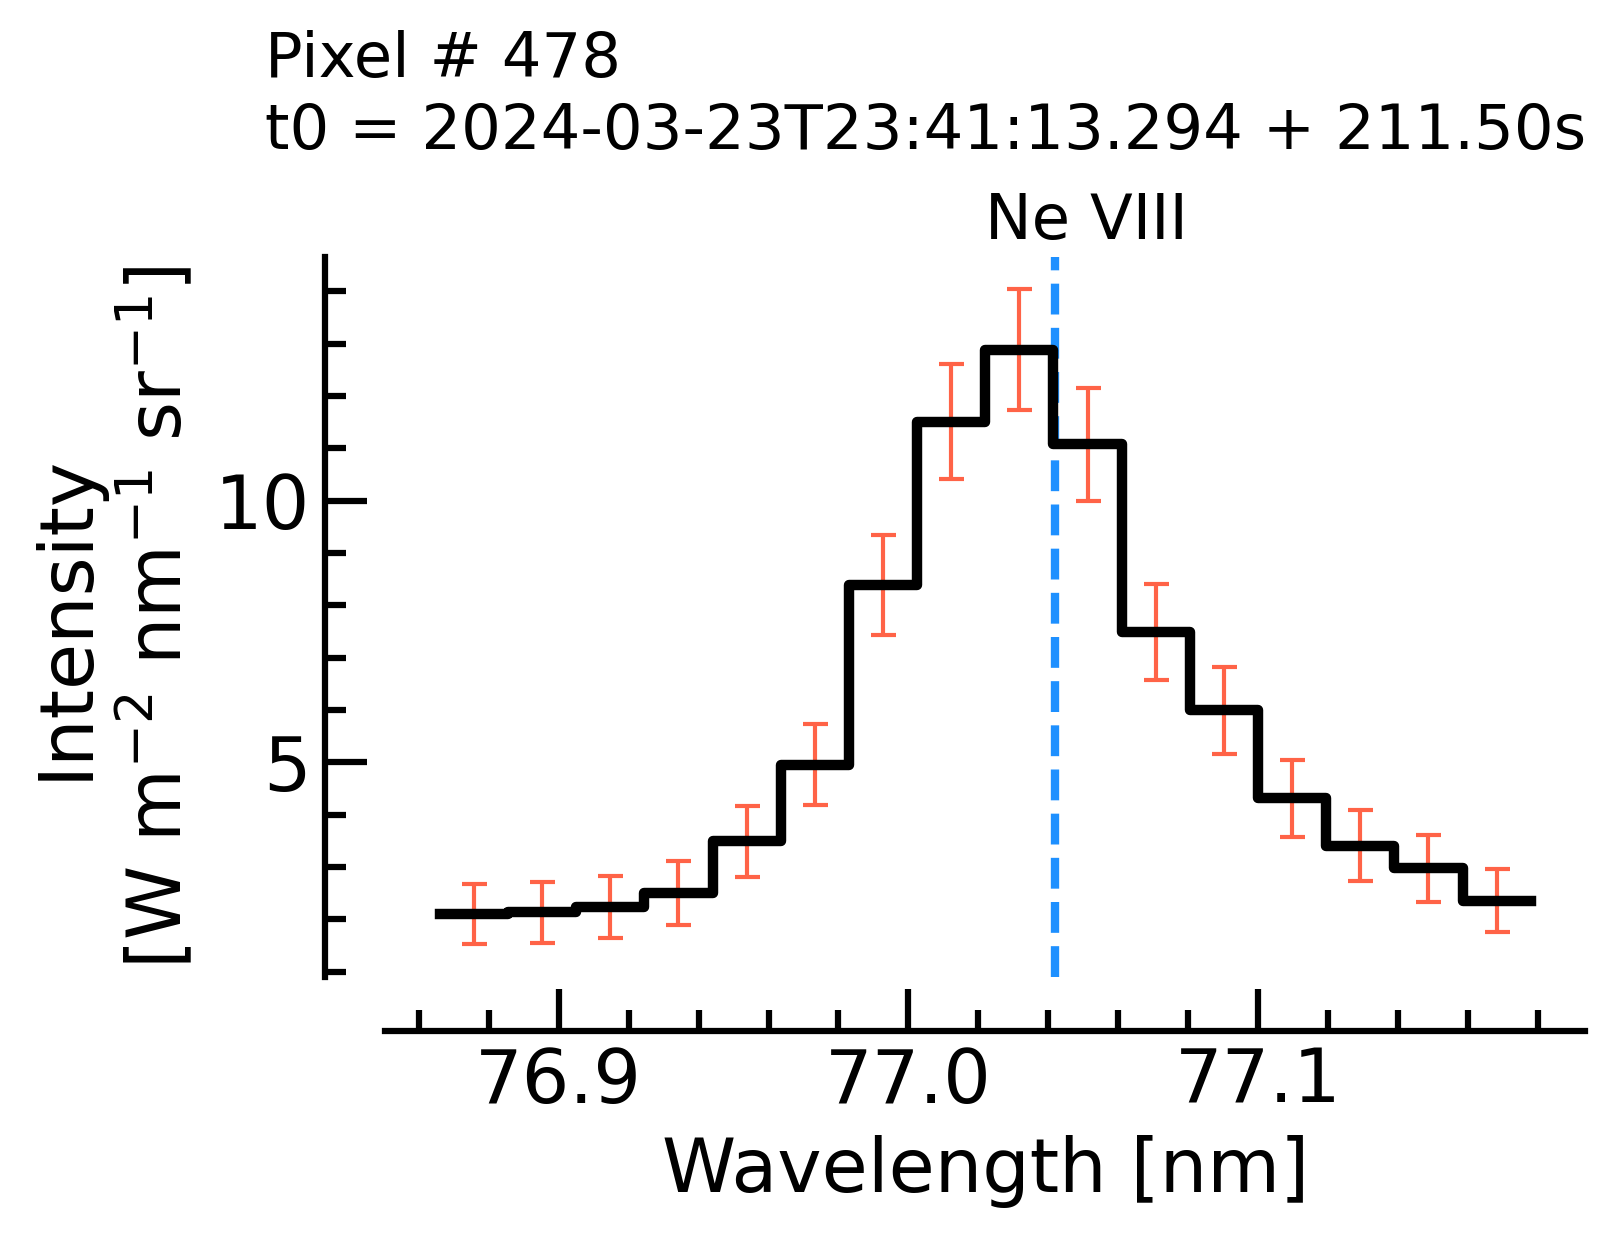 Pixel # 478
t0 = 2024-03-23T23:41:13.294 + 211.50s
Ne VIII
Intensity
[W m⁻² nm⁻¹ sr⁻¹]
10
5
76.9 77.0 77.1
Wavelength [nm]